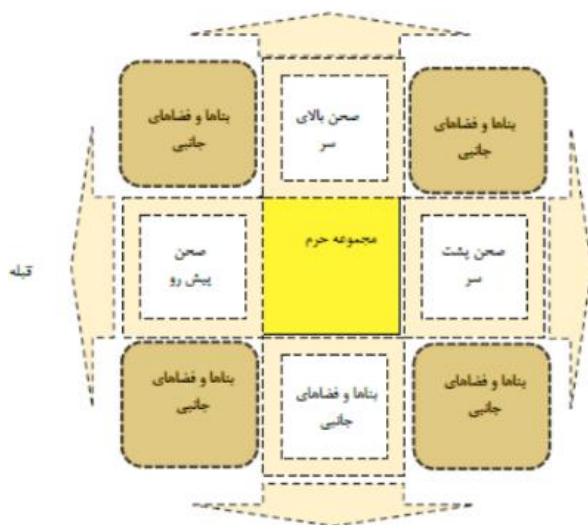 صحن بالای
سر
بناها و فضاهای
جانبی
بناها و فضاهای
جانبی
صحن پشت
سر
مجموعه حرم
صحن
پیش رو
قبله
بناها و فضاهای
جانبی
بناها و فضاهای
جانبی
بناها و فضاهای
جانبی